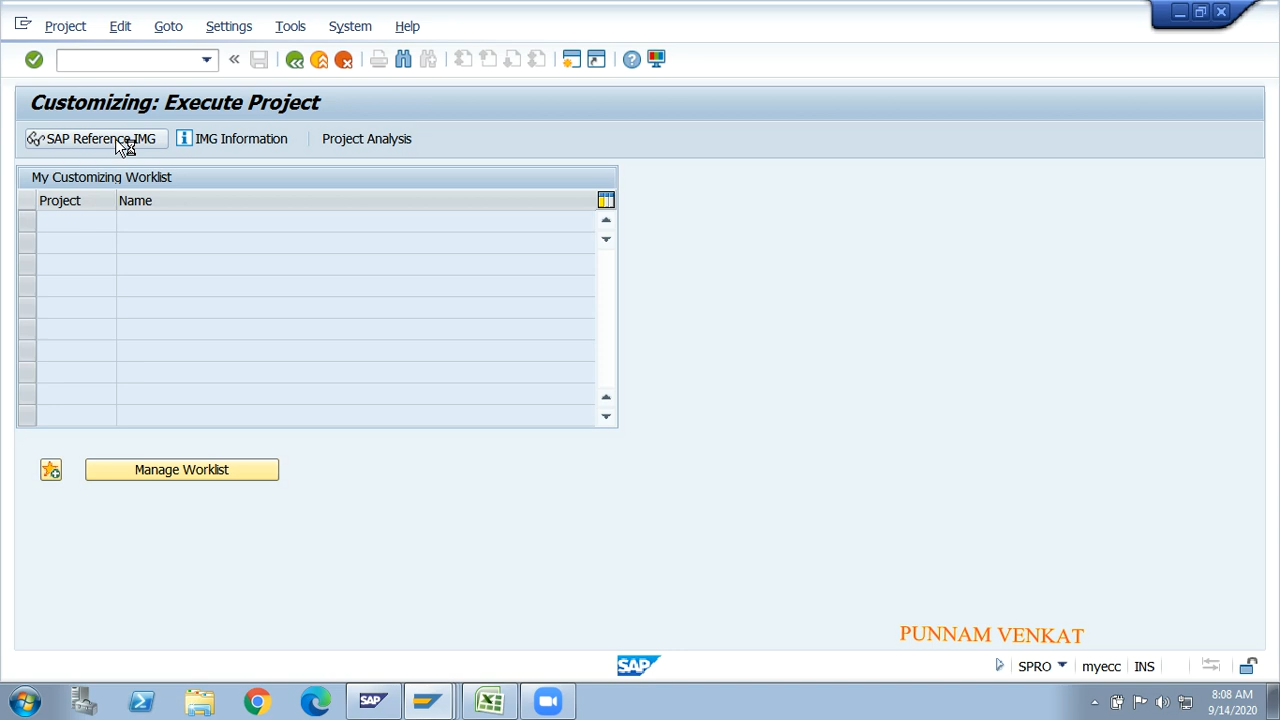 Project Edit Goto Settings Tools System Help
Customizing: Execute Project
SAP Reference IMG IMG Information Project Analysis
My Customizing Worklist
Project Name
Manage Worklist
PUNNAM VENKAT
SAP SPRO myecc INS
SAP
8:08 AM
9/14/2020